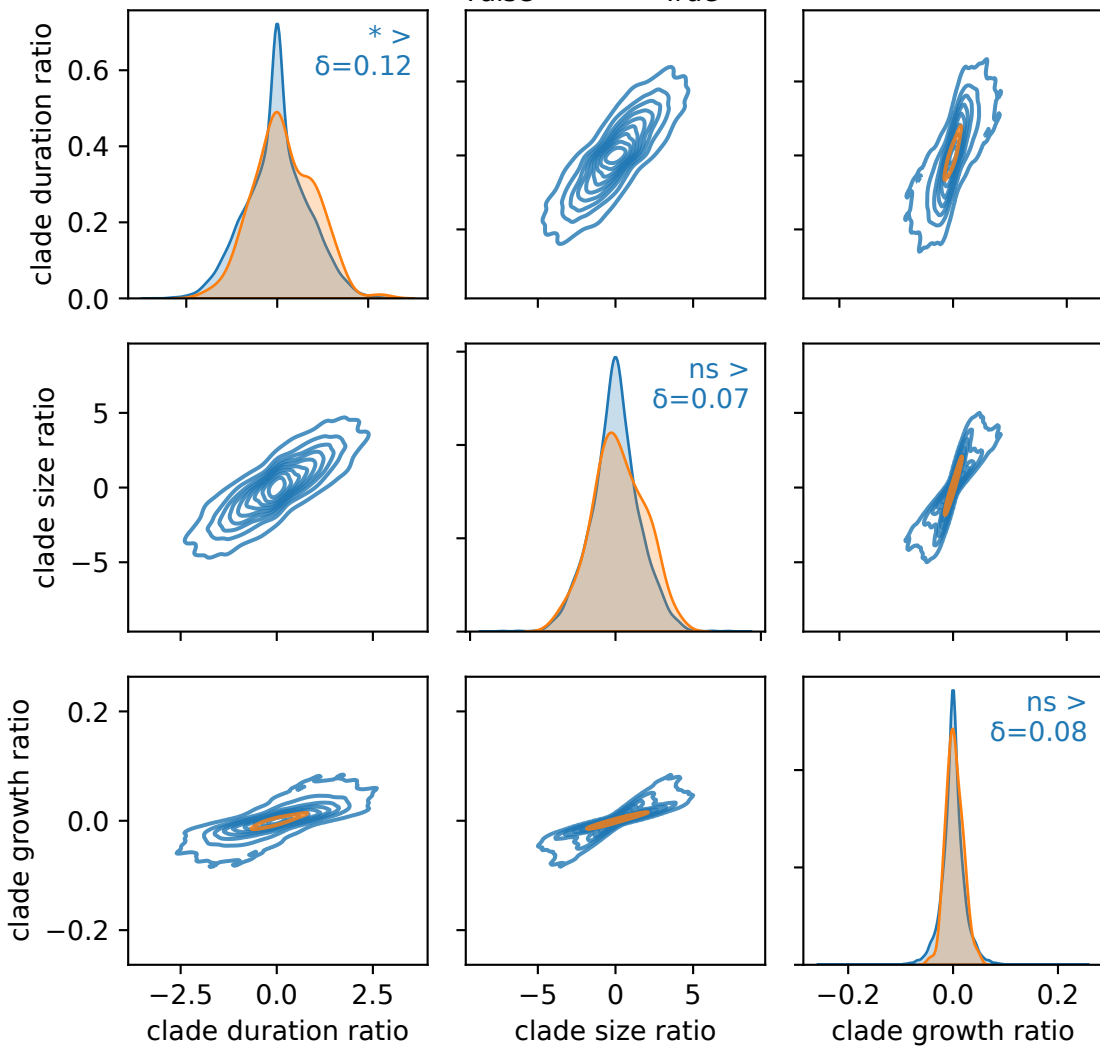 clade duration ratio
0.6
0.4
0.2
0.0
* >
δ=0.12
clade size ratio
5
0
−5
ns >
δ=0.07
clade growth ratio
0.2
0.0
−0.2
ns >
δ=0.08
−2.5 0.0 2.5
−5 0 5
−0.2 0.0 0.2
clade duration ratio
clade size ratio
clade growth ratio